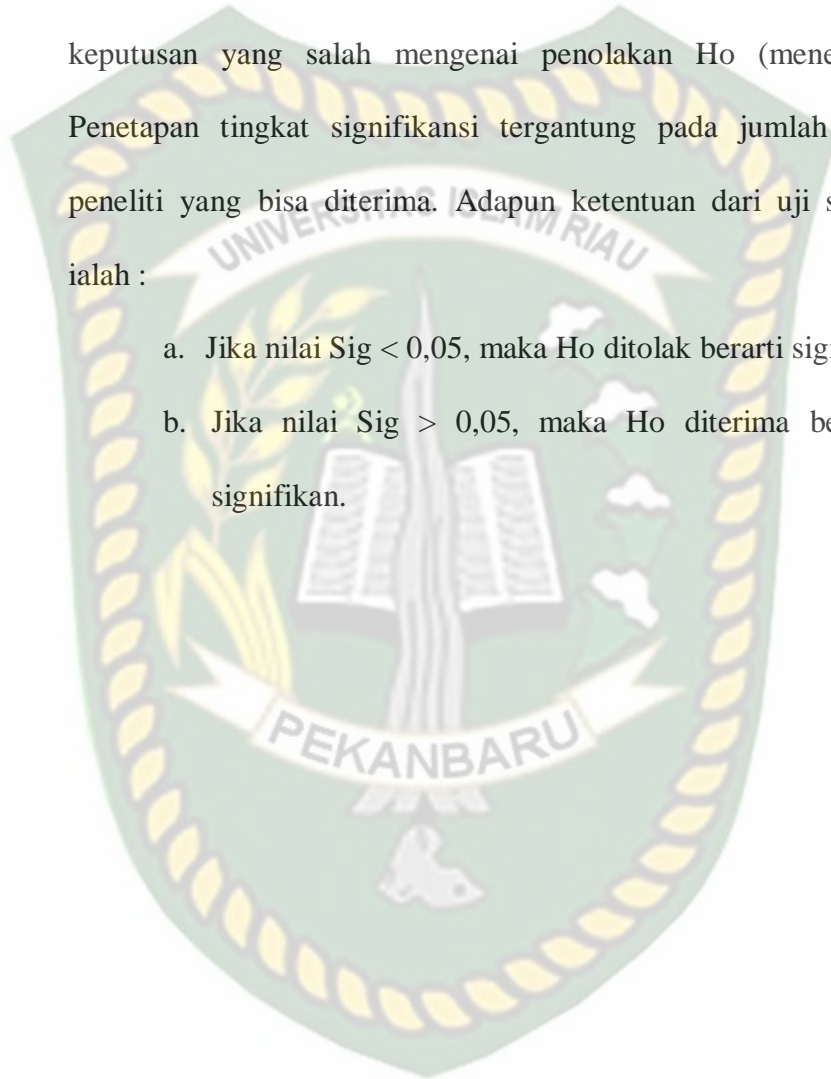 keputusan yang salah mengenai penolakan Ho (mene
Penetapan tingkat signifikansi tergantung pada jumlah
peneliti yang bisa diterima. Adapun ketentuan dari uji s
UNIVERSITAS ISLAM RIAU
ialah :
a. Jika nilai Sig < 0,05, maka Ho ditolak berarti sig
b. Jika nilai Sig > 0,05, maka Ho diterima be
signifikan.
PEKANBARU